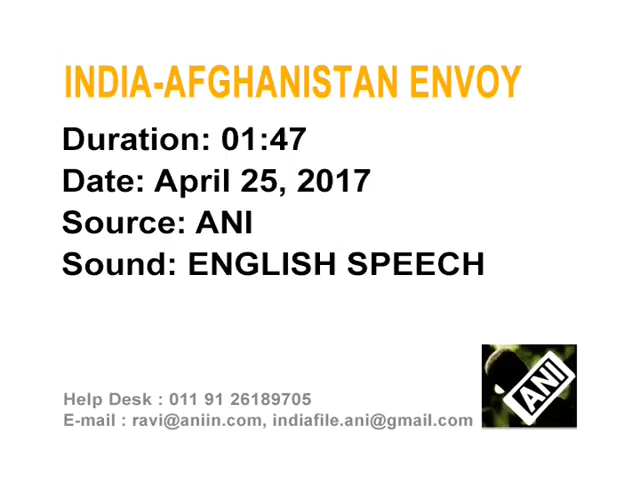 INDIA-AFGHANISTAN ENVOY
Duration: 01:47
Date: April 25, 2017
Source: ANI
Sound: ENGLISH SPEECH
ANI
Help Desk : 011 91 26189705
E-mail : ravi@aniin.com, indiafile.ani@gmail.com